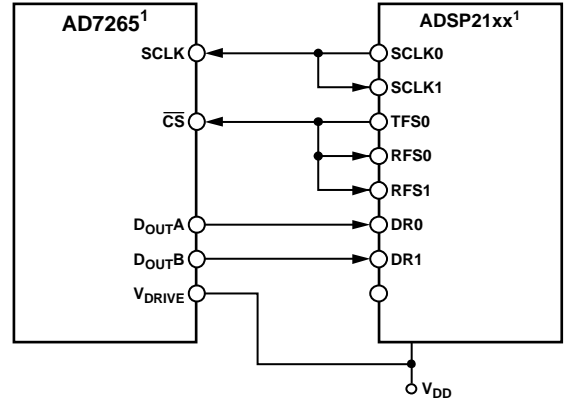 AD7265¹
ADSP21xx¹
SCLK
SCLK0
SCLK1
CS
TFS0
RFS0
RFS1
DOUTA
DR0
DOUTB
DR1
VDRIVE
VDD